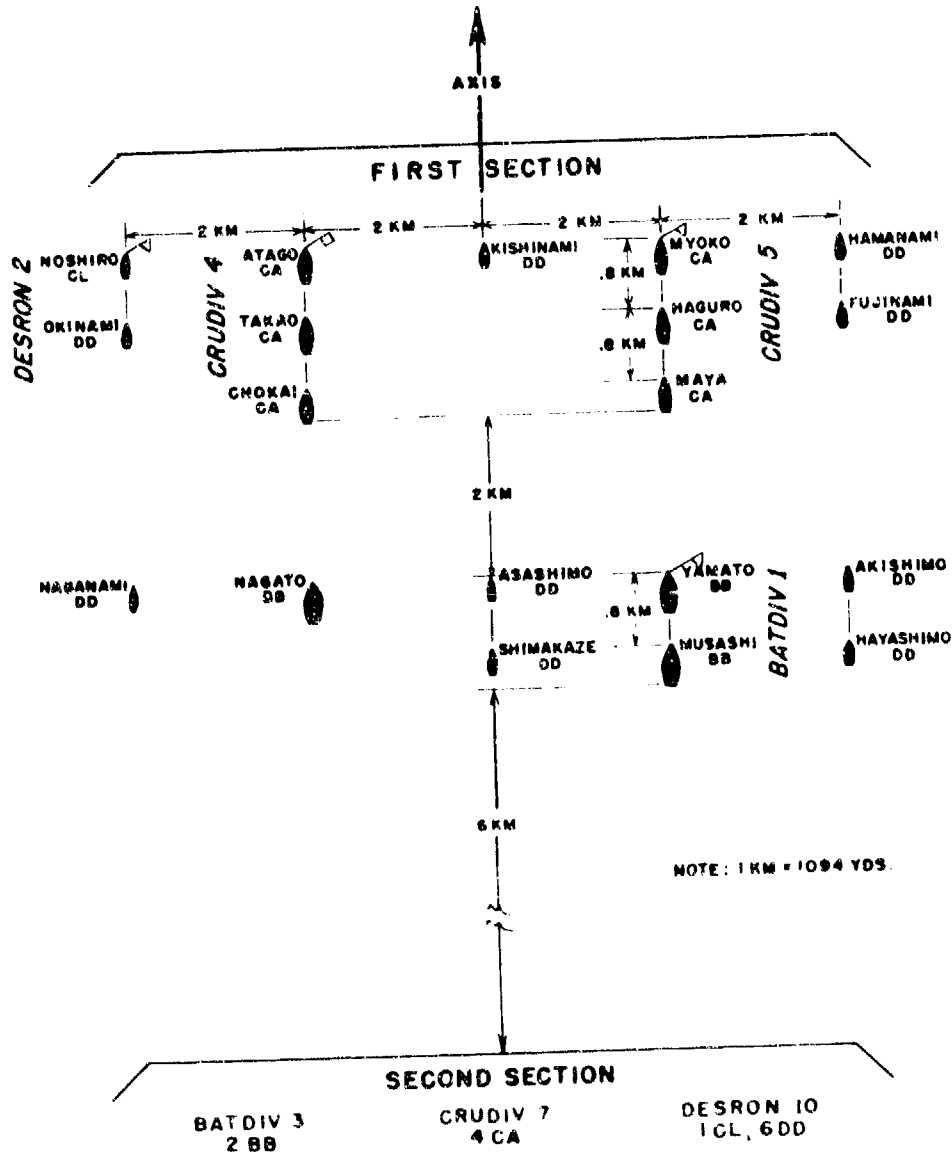 AXIS
FIRST SECTION
2 KM
2 KM
2 KM
2 KM
DESRON 2
NOSHIRO
CL
CRUDIV 4
ATAGO
CA
KISHINAMI
DD
MYOKO
CA
CRUDIV 5
HAMANAMI
DD
.8 KM
OKINAMI
DD
TAKAO
CA
HAGURO
CA
FUJINAMI
DD
.8 KM
CHOKAI
CA
MAYA
CA
2 KM
NAGANAMI
DD
NAGATO
BB
ASASHIMO
DD
YAMATO
BB
BATDIV 1
AKISHIMO
DD
.8 KM
SHIMAKAZE
DD
MUSASHI
BB
HAYASHIMO
DD
6 KM
NOTE: 1 KM = 1094 YDS.
SECOND SECTION
BATDIV 3
2 BB
CRUDIV 7
4 CA
DESRON 10
1 CL, 6 DD